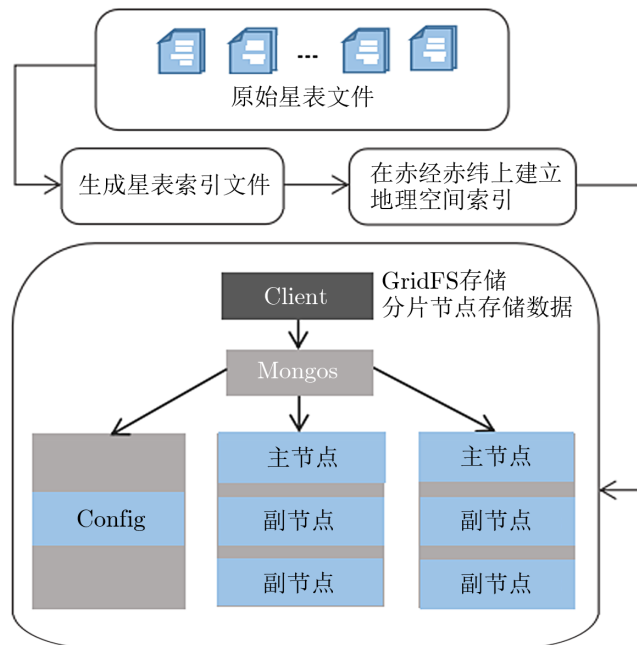 ...
原始星表文件
生成星表索引文件
在赤经赤纬上建立
地理空间索引
Client
GridFS存储
分片节点存储数据
Mongos
主节点
主节点
Config
副节点
副节点
副节点
副节点